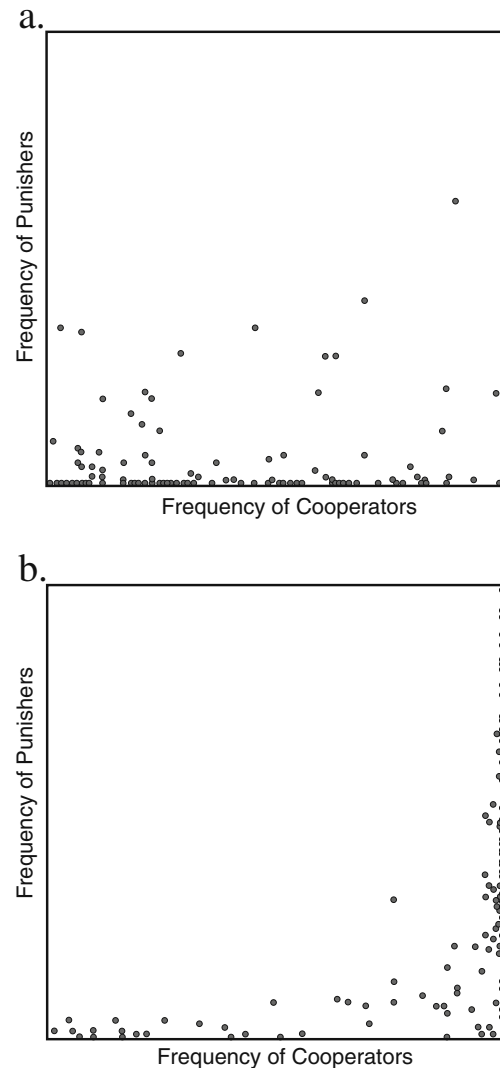 a.
Frequency of Punishers
Frequency of Cooperators
b.
Frequency of Punishers
Frequency of Cooperators